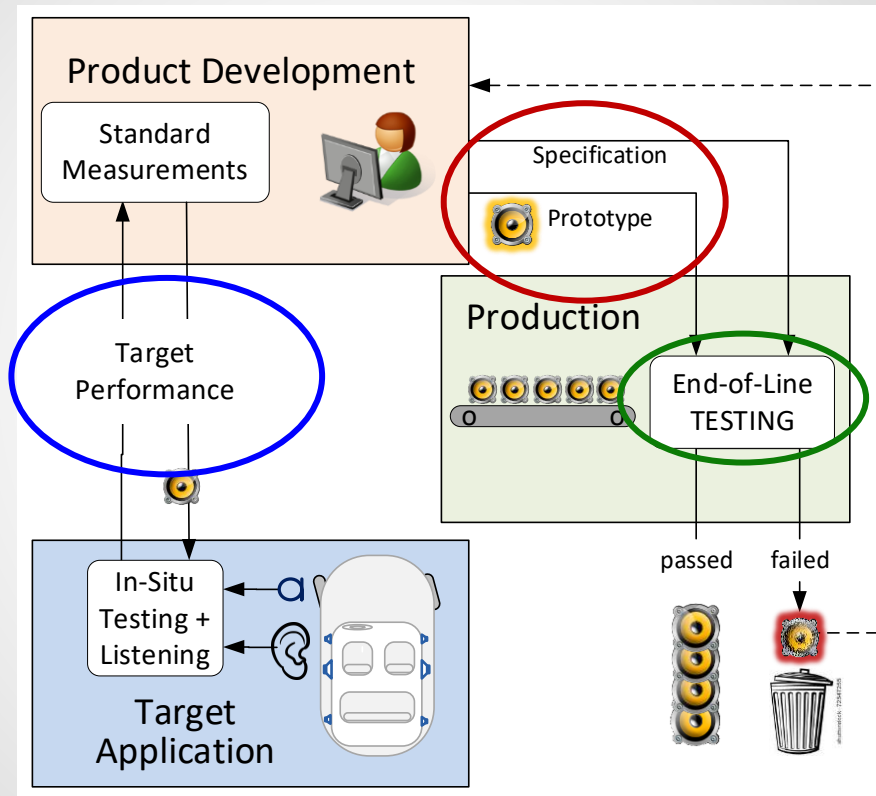 Product Development
Standard
Measurements
Specification
Prototype
Target
Performance
Production
End-of-Line
TESTING
passed
failed
In-Situ
Testing +
Listening
Target
Application